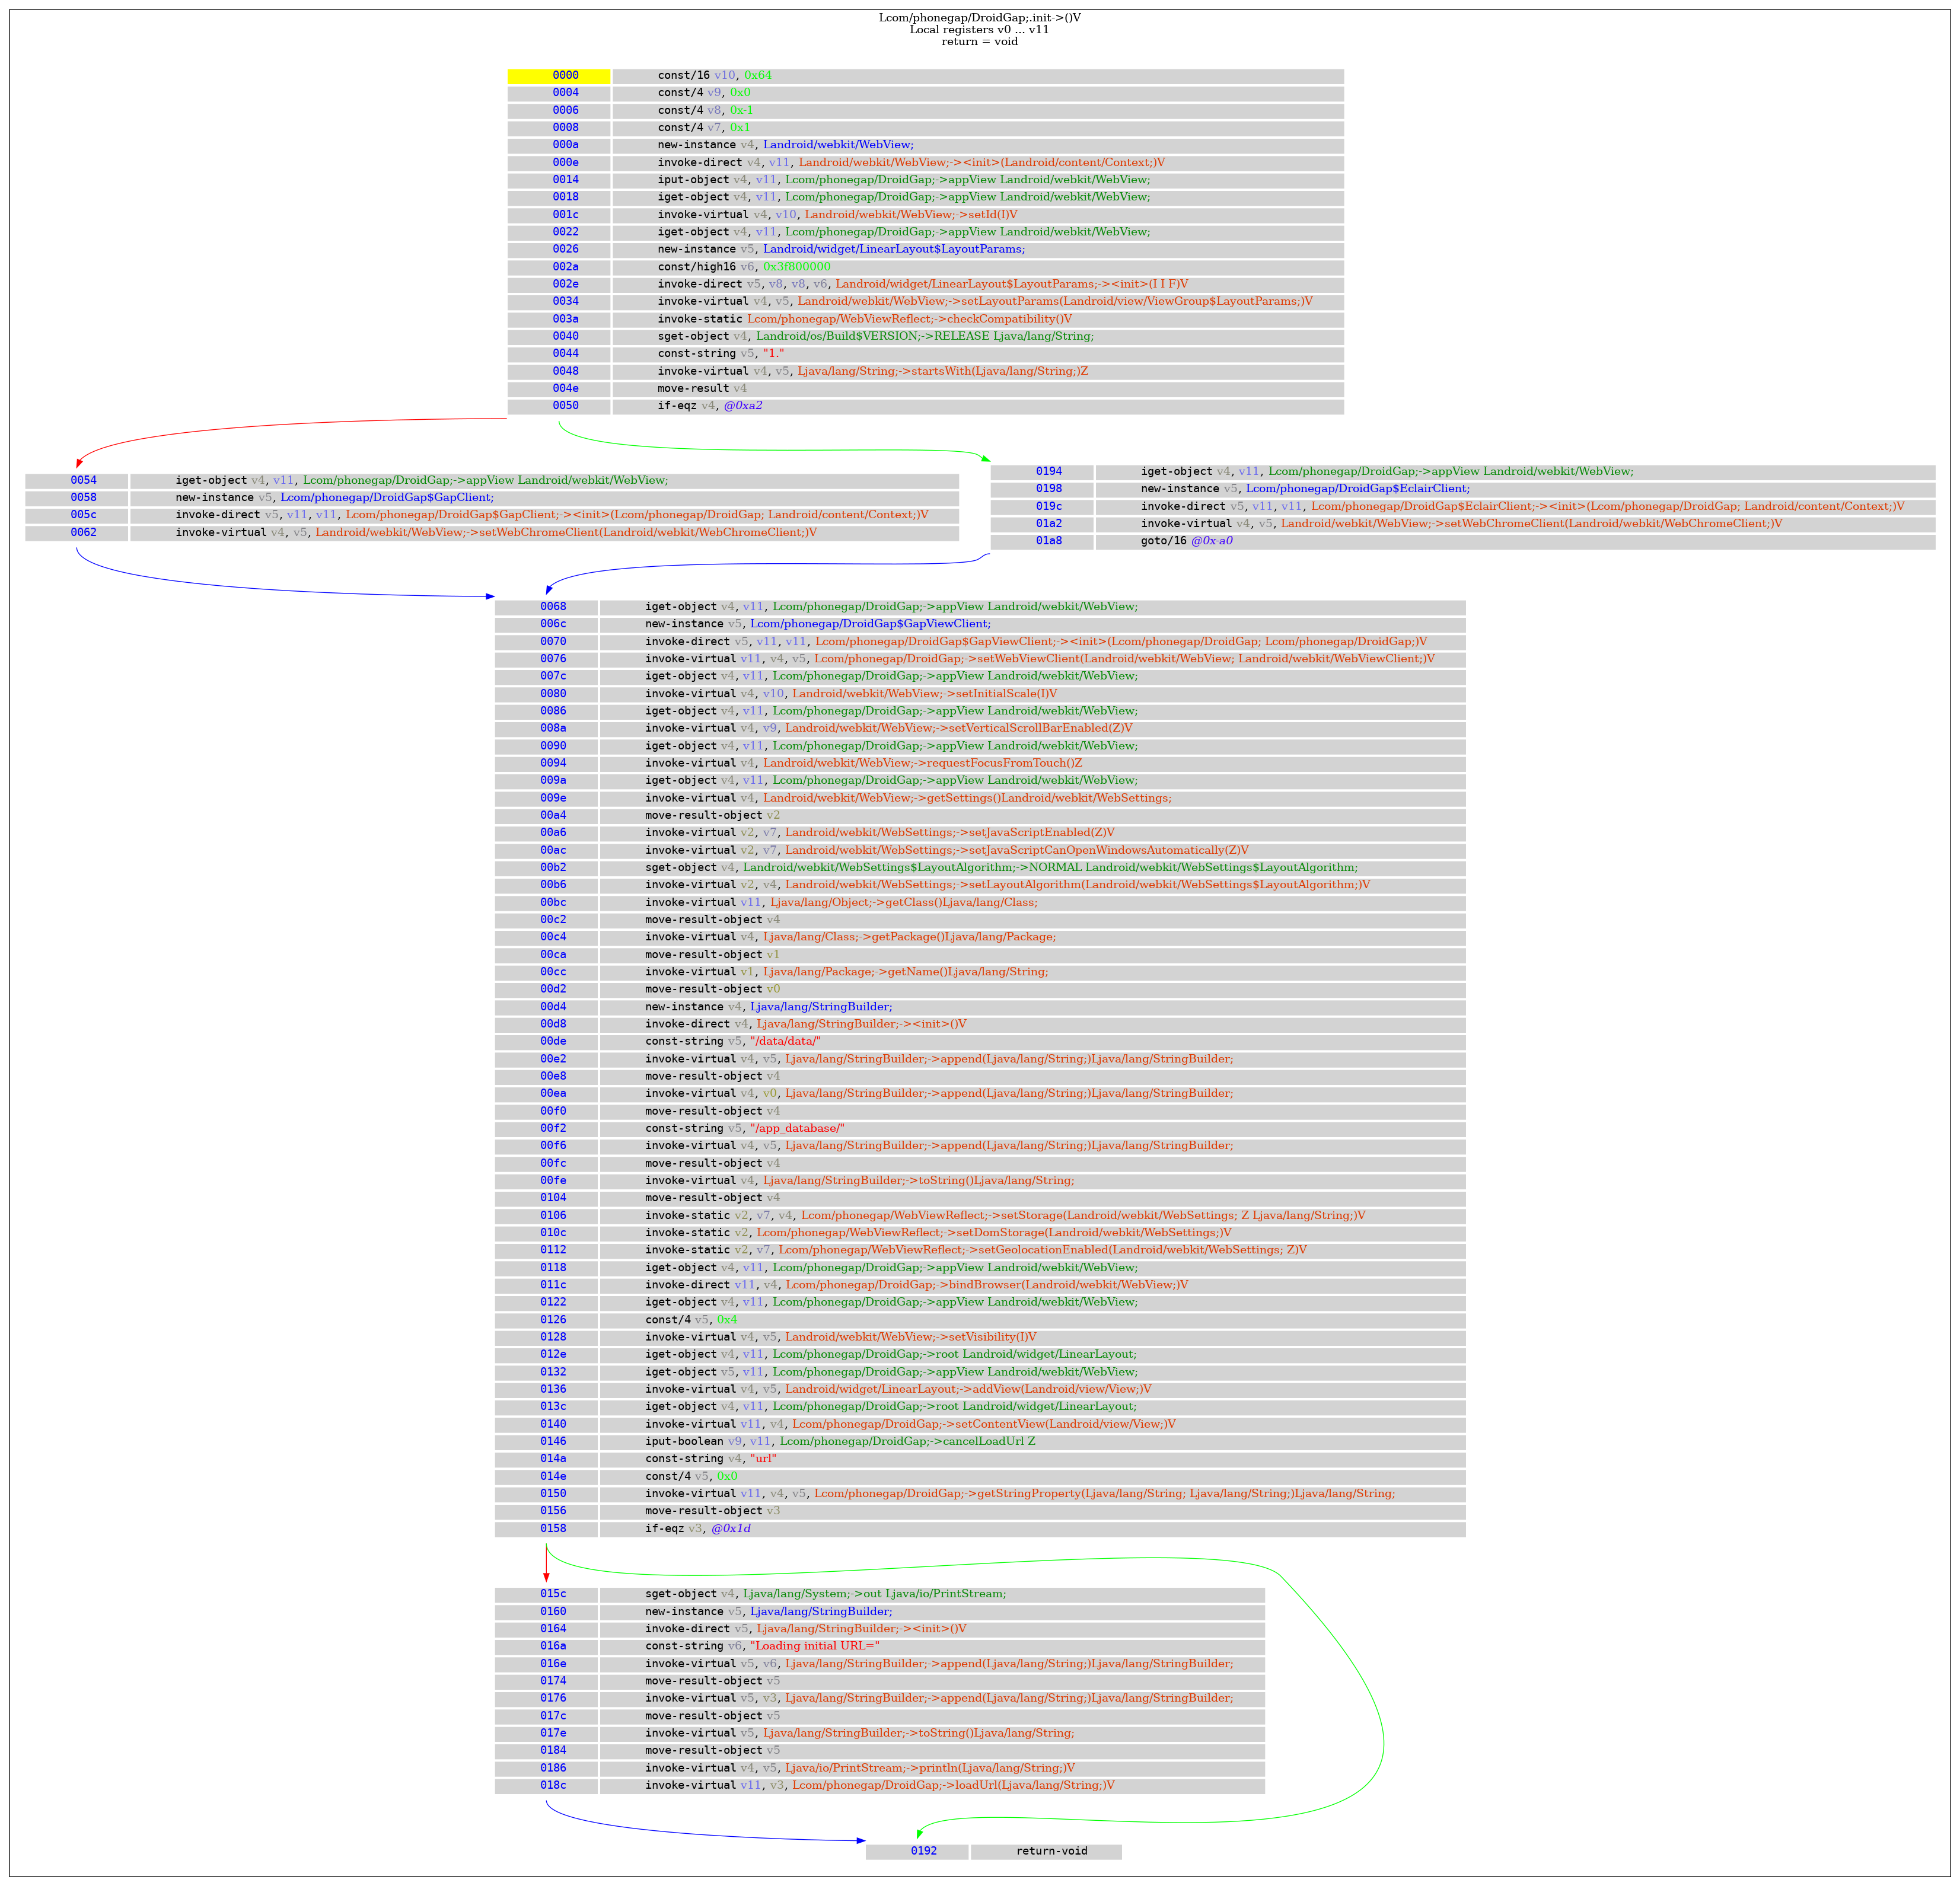 Lcom/phonegap/DroidGap;.init->()V
Local registers v0 ... v11
return = void
0000 const/16 v10, 0x64
0004 const/4 v9, 0x0
0006 const/4 v8, 0x-1
0008 const/4 v7, 0x1
000a new-instance v4, Landroid/webkit/WebView;
000e invoke-direct v4, v11, Landroid/webkit/WebView;-><init>(Landroid/content/Context;)V
0014 iput-object v4, v11, Lcom/phonegap/DroidGap;->appView Landroid/webkit/WebView;
0018 iget-object v4, v11, Lcom/phonegap/DroidGap;->appView Landroid/webkit/WebView;
001c invoke-virtual v4, v10, Landroid/webkit/WebView;->setId(I)V
0022 iget-object v4, v11, Lcom/phonegap/DroidGap;->appView Landroid/webkit/WebView;
0026 new-instance v5, Landroid/widget/LinearLayout$LayoutParams;
002a const/high16 v6, 0x3f800000
002e invoke-direct v5, v8, v8, v6, Landroid/widget/LinearLayout$LayoutParams;-><init>(I I F)V
0034 invoke-virtual v4, v5, Landroid/webkit/WebView;->setLayoutParams(Landroid/view/ViewGroup$LayoutParams;)V
003a invoke-static Lcom/phonegap/WebViewReflect;->checkCompatibility()V
0040 sget-object v4, Landroid/os/Build$VERSION;->RELEASE Ljava/lang/String;
0044 const-string v5, "1."
0048 invoke-virtual v4, v5, Ljava/lang/String;->startsWith(Ljava/lang/String;)Z
004e move-result v4
0050 if-eqz v4, @0xa2
0054 iget-object v4, v11, Lcom/phonegap/DroidGap;->appView Landroid/webkit/WebView;
0058 new-instance v5, Lcom/phonegap/DroidGap$GapClient;
005c invoke-direct v5, v11, v11, Lcom/phonegap/DroidGap$GapClient;-><init>(Lcom/phonegap/DroidGap; Landroid/content/Context;)V
0062 invoke-virtual v4, v5, Landroid/webkit/WebView;->setWebChromeClient(Landroid/webkit/WebChromeClient;)V
0194 iget-object v4, v11, Lcom/phonegap/DroidGap;->appView Landroid/webkit/WebView;
0198 new-instance v5, Lcom/phonegap/DroidGap$EclairClient;
019c invoke-direct v5, v11, v11, Lcom/phonegap/DroidGap$EclairClient;-><init>(Lcom/phonegap/DroidGap; Landroid/content/Context;)V
01a2 invoke-virtual v4, v5, Landroid/webkit/WebView;->setWebChromeClient(Landroid/webkit/WebChromeClient;)V
01a8 goto/16 @0x-a0
0068 iget-object v4, v11, Lcom/phonegap/DroidGap;->appView Landroid/webkit/WebView;
006c new-instance v5, Lcom/phonegap/DroidGap$GapViewClient;
0070 invoke-direct v5, v11, v11, Lcom/phonegap/DroidGap$GapViewClient;-><init>(Lcom/phonegap/DroidGap; Lcom/phonegap/DroidGap;)V
0076 invoke-virtual v11, v4, v5, Lcom/phonegap/DroidGap;->setWebViewClient(Landroid/webkit/WebView; Landroid/webkit/WebViewClient;)V
007c iget-object v4, v11, Lcom/phonegap/DroidGap;->appView Landroid/webkit/WebView;
0080 invoke-virtual v4, v10, Landroid/webkit/WebView;->setInitialScale(I)V
0086 iget-object v4, v11, Lcom/phonegap/DroidGap;->appView Landroid/webkit/WebView;
008a invoke-virtual v4, v9, Landroid/webkit/WebView;->setVerticalScrollBarEnabled(Z)V
0090 iget-object v4, v11, Lcom/phonegap/DroidGap;->appView Landroid/webkit/WebView;
0094 invoke-virtual v4, Landroid/webkit/WebView;->requestFocusFromTouch()Z
009a iget-object v4, v11, Lcom/phonegap/DroidGap;->appView Landroid/webkit/WebView;
009e invoke-virtual v4, Landroid/webkit/WebView;->getSettings()Landroid/webkit/WebSettings;
00a4 move-result-object v2
00a6 invoke-virtual v2, v7, Landroid/webkit/WebSettings;->setJavaScriptEnabled(Z)V
00ac invoke-virtual v2, v7, Landroid/webkit/WebSettings;->setJavaScriptCanOpenWindowsAutomatically(Z)V
00b2 sget-object v4, Landroid/webkit/WebSettings$LayoutAlgorithm;->NORMAL Landroid/webkit/WebSettings$LayoutAlgorithm;
00b6 invoke-virtual v2, v4, Landroid/webkit/WebSettings;->setLayoutAlgorithm(Landroid/webkit/WebSettings$LayoutAlgorithm;)V
00bc invoke-virtual v11, Ljava/lang/Object;->getClass()Ljava/lang/Class;
00c2 move-result-object v4
00c4 invoke-virtual v4, Ljava/lang/Class;->getPackage()Ljava/lang/Package;
00ca move-result-object v1
00cc invoke-virtual v1, Ljava/lang/Package;->getName()Ljava/lang/String;
00d2 move-result-object v0
00d4 new-instance v4, Ljava/lang/StringBuilder;
00d8 invoke-direct v4, Ljava/lang/StringBuilder;-><init>()V
00de const-string v5, "/data/data/"
00e2 invoke-virtual v4, v5, Ljava/lang/StringBuilder;->append(Ljava/lang/String;)Ljava/lang/StringBuilder;
00e8 move-result-object v4
00ea invoke-virtual v4, v0, Ljava/lang/StringBuilder;->append(Ljava/lang/String;)Ljava/lang/StringBuilder;
00f0 move-result-object v4
00f2 const-string v5, "/app_database/"
00f6 invoke-virtual v4, v5, Ljava/lang/StringBuilder;->append(Ljava/lang/String;)Ljava/lang/StringBuilder;
00fc move-result-object v4
00fe invoke-virtual v4, Ljava/lang/StringBuilder;->toString()Ljava/lang/String;
0104 move-result-object v4
0106 invoke-static v2, v7, v4, Lcom/phonegap/WebViewReflect;->setStorage(Landroid/webkit/WebSettings; Z Ljava/lang/String;)V
010c invoke-static v2, Lcom/phonegap/WebViewReflect;->setDomStorage(Landroid/webkit/WebSettings;)V
0112 invoke-static v2, v7, Lcom/phonegap/WebViewReflect;->setGeolocationEnabled(Landroid/webkit/WebSettings; Z)V
0118 iget-object v4, v11, Lcom/phonegap/DroidGap;->appView Landroid/webkit/WebView;
011c invoke-direct v11, v4, Lcom/phonegap/DroidGap;->bindBrowser(Landroid/webkit/WebView;)V
0122 iget-object v4, v11, Lcom/phonegap/DroidGap;->appView Landroid/webkit/WebView;
0126 const/4 v5, 0x4
0128 invoke-virtual v4, v5, Landroid/webkit/WebView;->setVisibility(I)V
012e iget-object v4, v11, Lcom/phonegap/DroidGap;->root Landroid/widget/LinearLayout;
0132 iget-object v5, v11, Lcom/phonegap/DroidGap;->appView Landroid/webkit/WebView;
0136 invoke-virtual v4, v5, Landroid/widget/LinearLayout;->addView(Landroid/view/View;)V
013c iget-object v4, v11, Lcom/phonegap/DroidGap;->root Landroid/widget/LinearLayout;
0140 invoke-virtual v11, v4, Lcom/phonegap/DroidGap;->setContentView(Landroid/view/View;)V
0146 iput-boolean v9, v11, Lcom/phonegap/DroidGap;->cancelLoadUrl Z
014a const-string v4, "url"
014e const/4 v5, 0x0
0150 invoke-virtual v11, v4, v5, Lcom/phonegap/DroidGap;->getStringProperty(Ljava/lang/String; Ljava/lang/String;)Ljava/lang/String;
0156 move-result-object v3
0158 if-eqz v3, @0x1d
015c sget-object v4, Ljava/lang/System;->out Ljava/io/PrintStream;
0160 new-instance v5, Ljava/lang/StringBuilder;
0164 invoke-direct v5, Ljava/lang/StringBuilder;-><init>()V
016a const-string v6, "Loading initial URL="
016e invoke-virtual v5, v6, Ljava/lang/StringBuilder;->append(Ljava/lang/String;)Ljava/lang/StringBuilder;
0174 move-result-object v5
0176 invoke-virtual v5, v3, Ljava/lang/StringBuilder;->append(Ljava/lang/String;)Ljava/lang/StringBuilder;
017c move-result-object v5
017e invoke-virtual v5, Ljava/lang/StringBuilder;->toString()Ljava/lang/String;
0184 move-result-object v5
0186 invoke-virtual v4, v5, Ljava/io/PrintStream;->println(Ljava/lang/String;)V
018c invoke-virtual v11, v3, Lcom/phonegap/DroidGap;->loadUrl(Ljava/lang/String;)V
0192 return-void